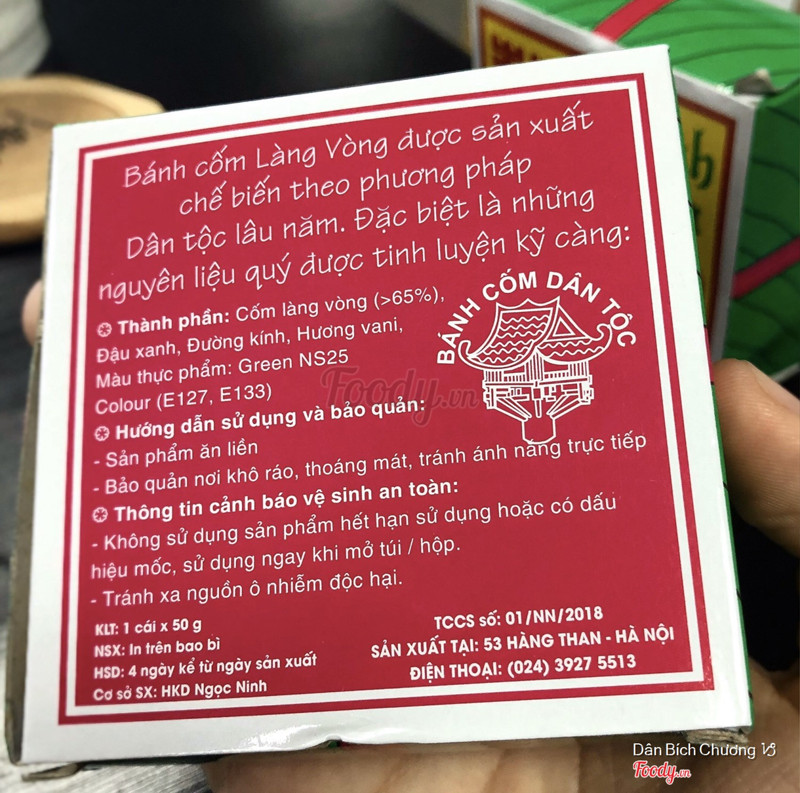 Bánh cốm Làng Vòng được sản xuất
chế biến theo phương pháp
Dân tộc lâu năm. Đặc biệt là những
nguyên liệu quý được tinh luyện kỹ càng:
Thành phần: Cốm làng vòng (>65%),
Đậu xanh, Đường kính, Hương vani,
Màu thực phẩm: Green NS25
Colour (E127, E133)
BÁNH CỐM DÂN TỘC
Hướng dẫn sử dụng và bảo quản:
- Sản phẩm ăn liền
- Bảo quản nơi khô ráo, thoáng mát, tránh ánh nắng trực tiếp
Thông tin cảnh báo vệ sinh an toàn:
- Không sử dụng sản phẩm hết hạn sử dụng hoặc có dấu
hiệu mốc, sử dụng ngay khi mở túi / hộp.
- Tránh xa nguồn ô nhiễm độc hại.
KLT: 1 cái x 50 g
NSX: In trên bao bì
HSD: 4 ngày kể từ ngày sản xuất
Cơ sở SX: HKD Ngọc Ninh
TCCS số: 01/NN/2018
SẢN XUẤT TẠI: 53 HÀNG THAN - HÀ NỘI
ĐIỆN THOẠI: (024) 3927 5513
Foody.vn
Dân Bích Chương
Foody.vn